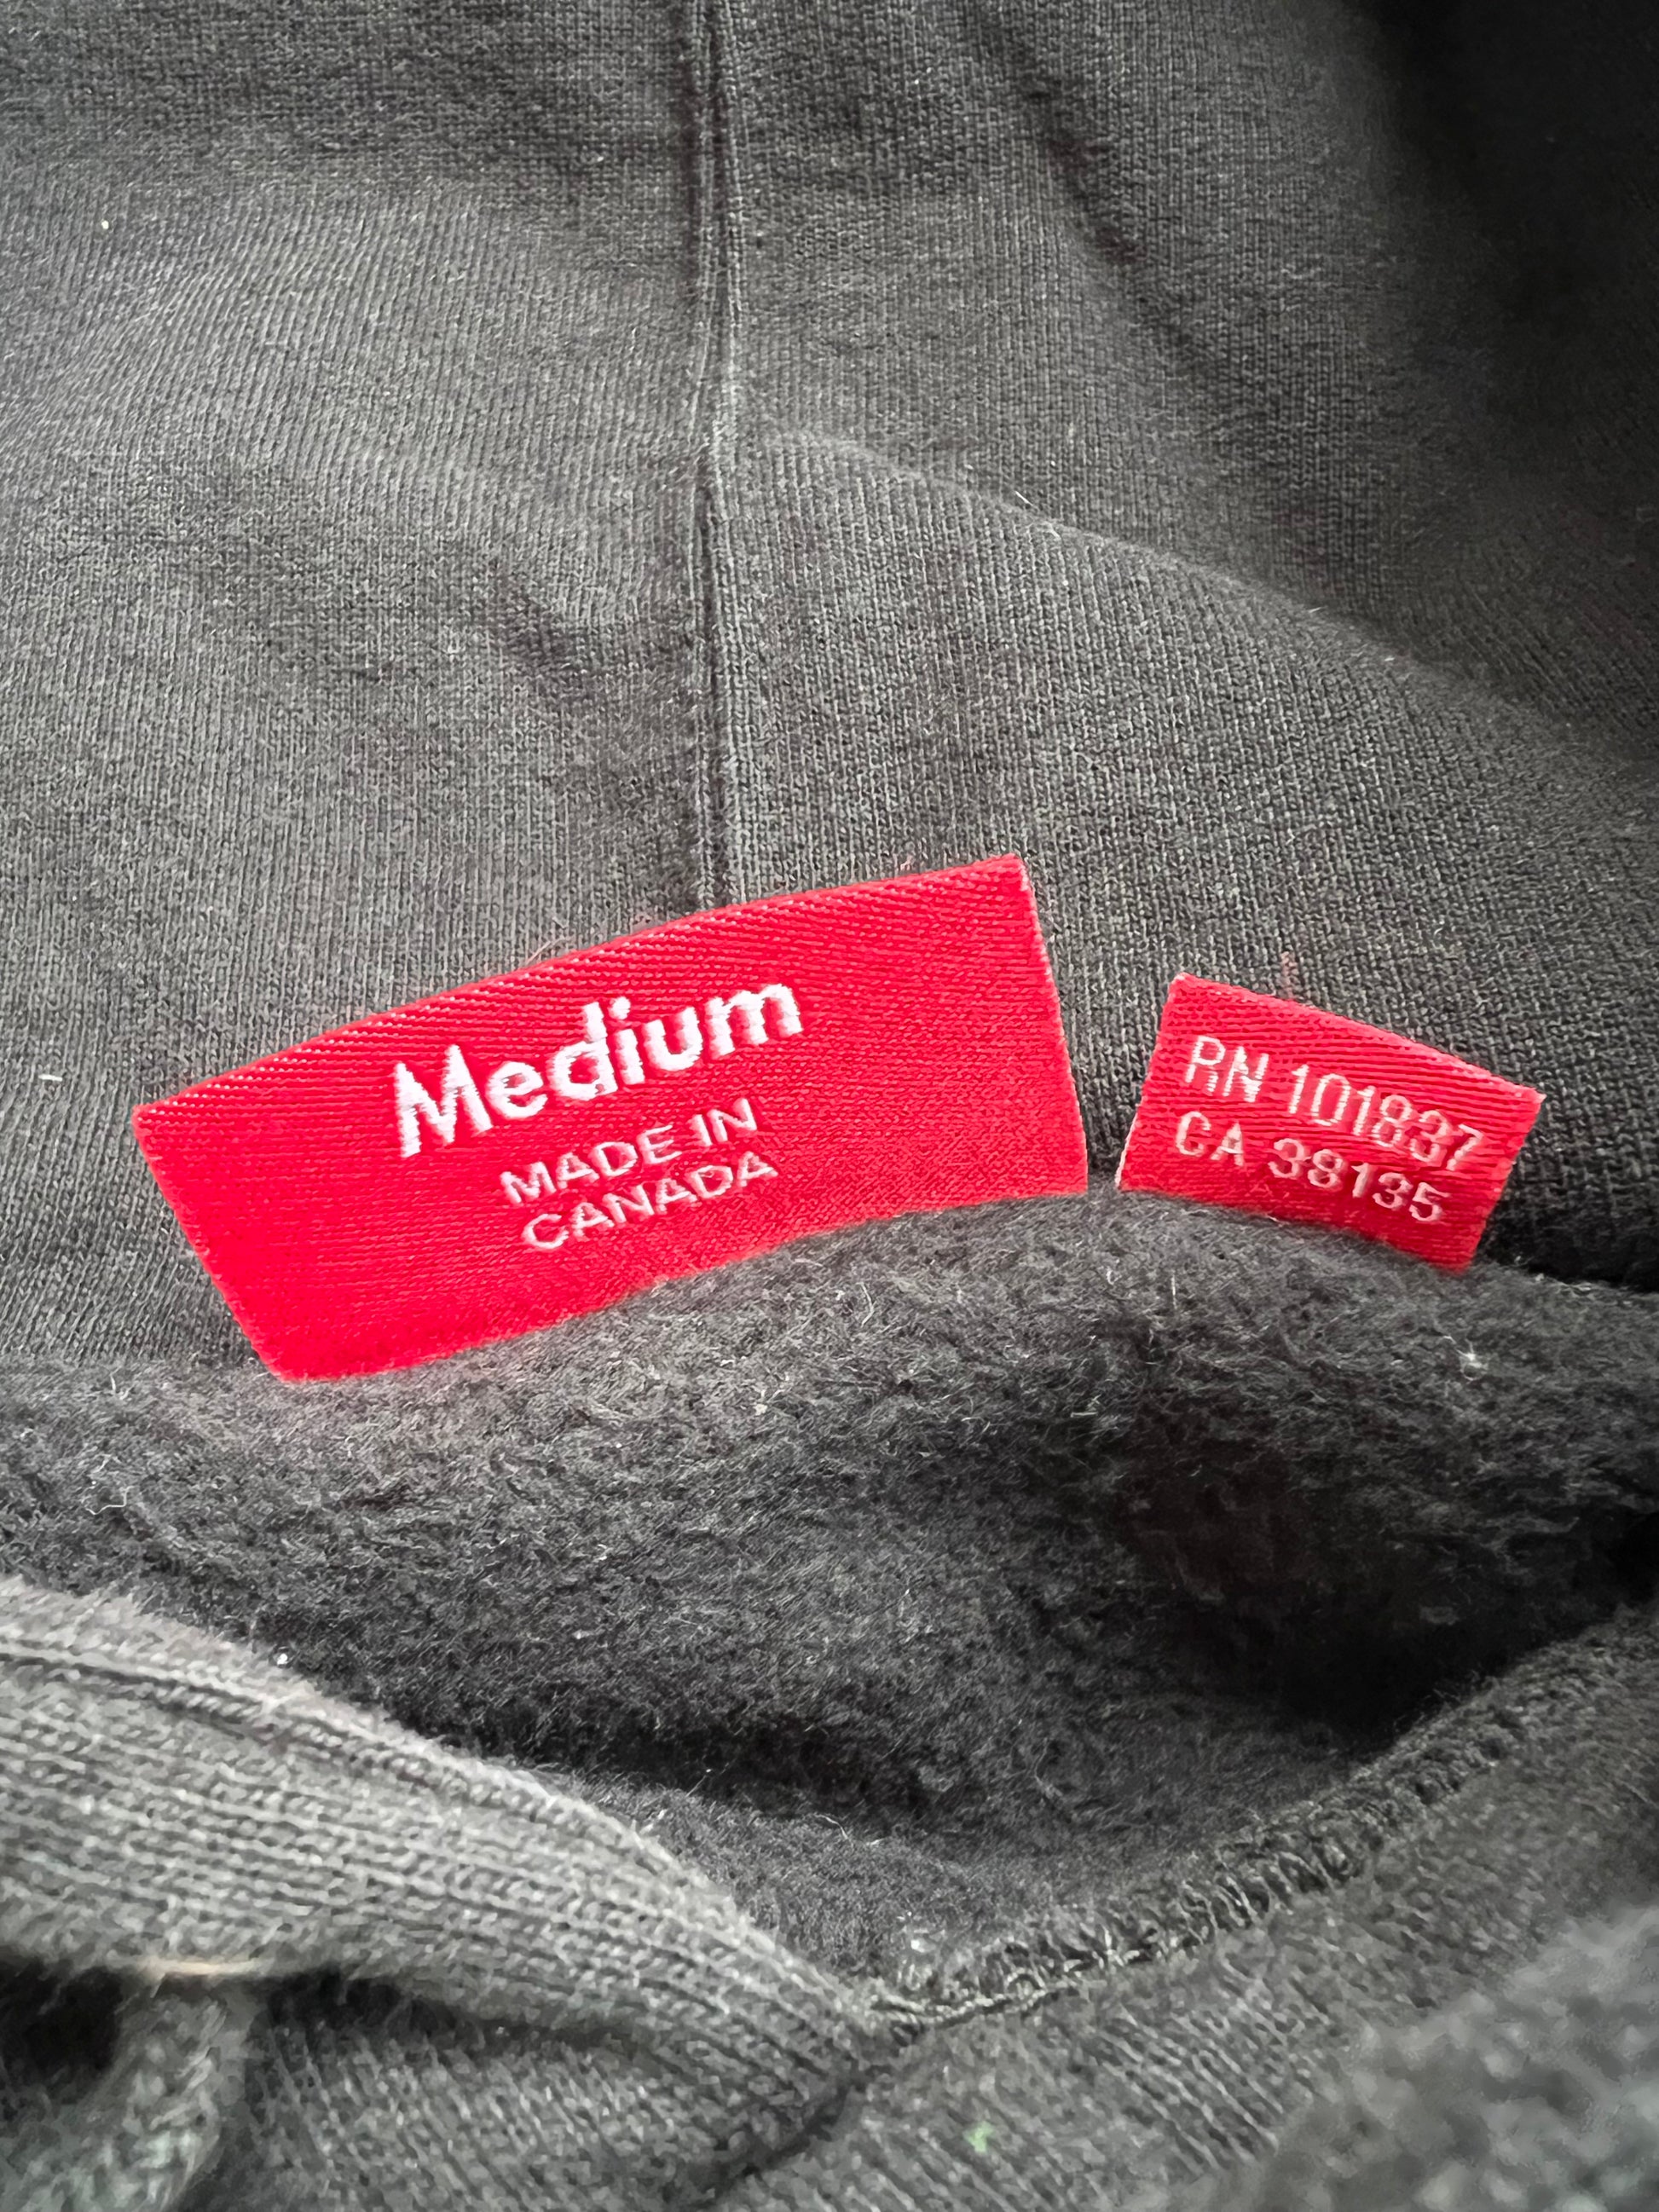 Medium
MADE IN
CANADA
RN 101837
CA 38135